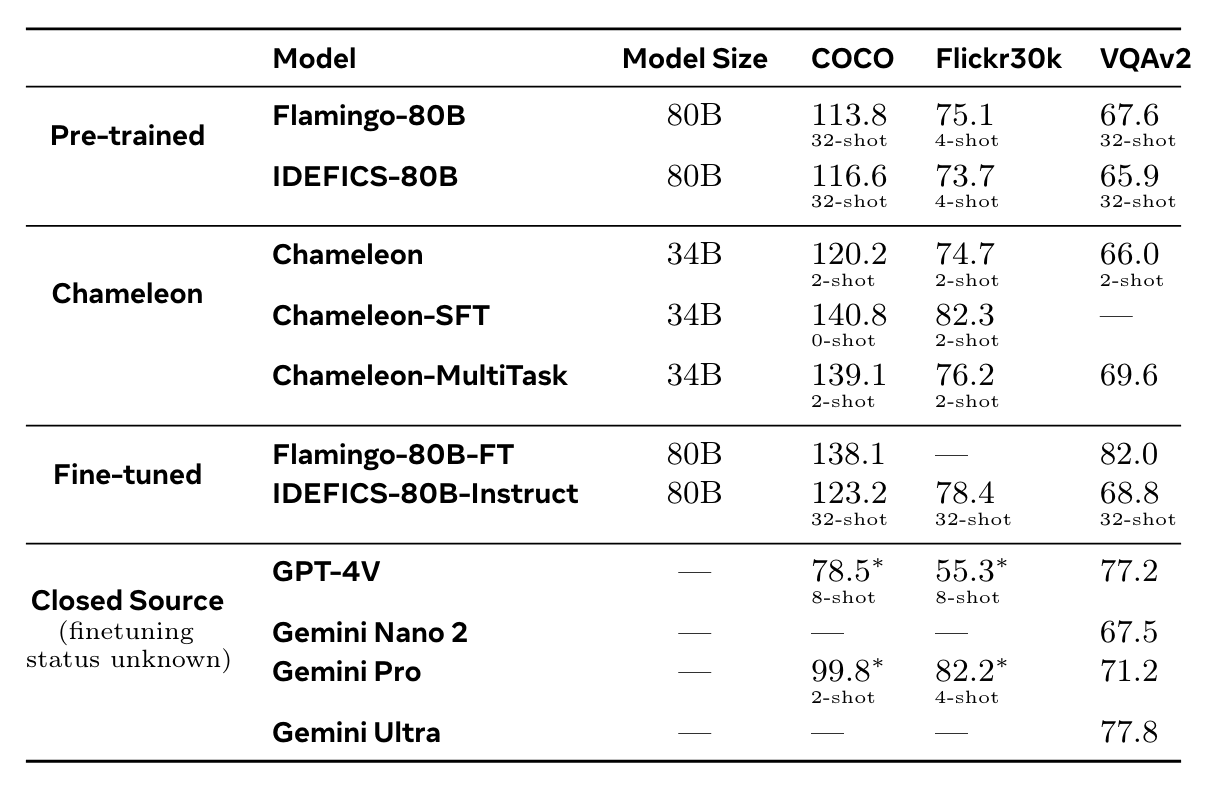 Model Model Size COCO Flickr30k VQAv2
Pre-trained
Flamingo-80B 80B 113.8 75.1 67.6
32-shot 4-shot 32-shot
IDEFICS-80B 80B 116.6 73.7 65.9
32-shot 4-shot 32-shot
Chameleon
Chameleon 34B 120.2 74.7 66.0
2-shot 2-shot 2-shot
Chameleon-SFT 34B 140.8 82.3 —
0-shot 2-shot
Chameleon-MultiTask 34B 139.1 76.2 69.6
2-shot 2-shot
Fine-tuned
Flamingo-80B-FT 80B 138.1 — 82.0
IDEFICS-80B-Instruct 80B 123.2 78.4 68.8
32-shot 32-shot 32-shot
Closed Source
(finetuning
status unknown)
GPT-4V — 78.5* 55.3* 77.2
8-shot 8-shot
Gemini Nano 2 — — — 67.5
Gemini Pro — 99.8* 82.2* 71.2
2-shot 4-shot
Gemini Ultra — — — 77.8